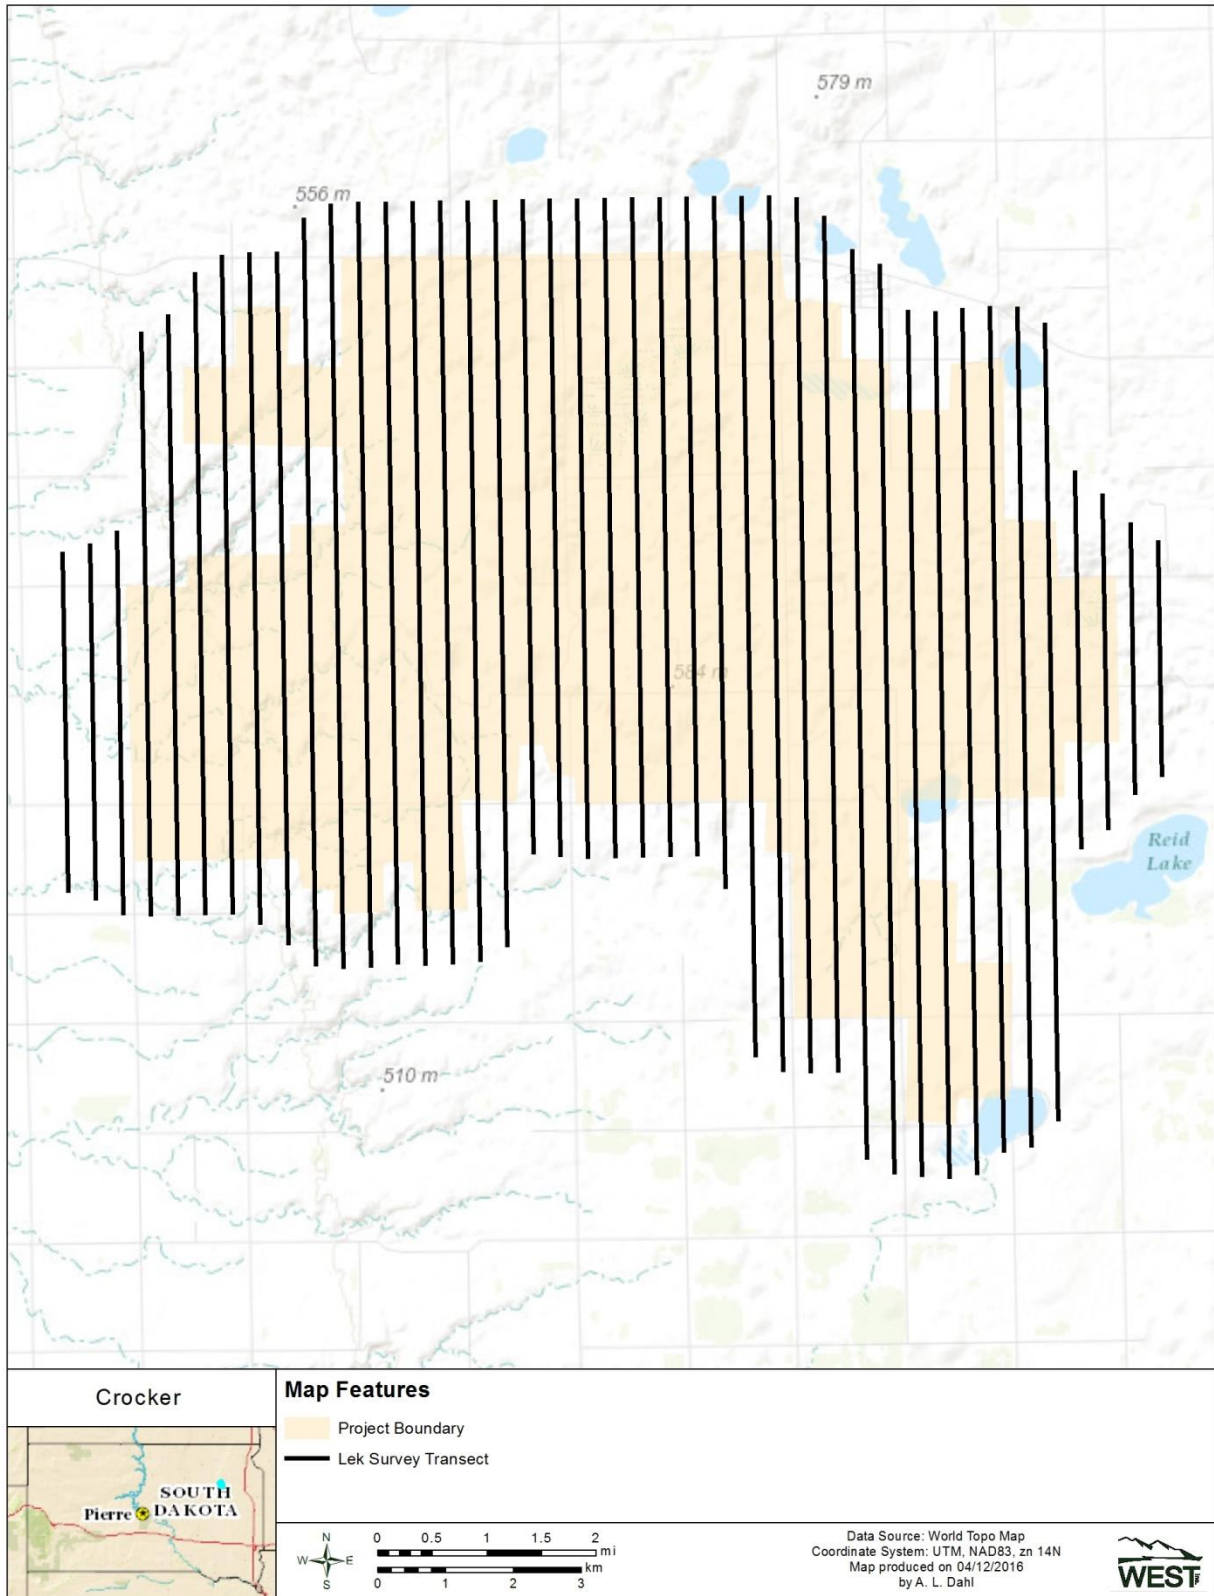 579 m
556 m
584 m
Reid
Lake
510 m
Crocker
SOUTH
DAKOTA
Pierre
Map Features
Project Boundary
Lek Survey Transect
N
W E
S
0 0.5 1 1.5 2
mi
km
0 1 2 3
Data Source: World Topo Map
Coordinate System: UTM, NAD83, zn 14N
Map produced on 04/12/2016
by A. L. Dahl
WEST